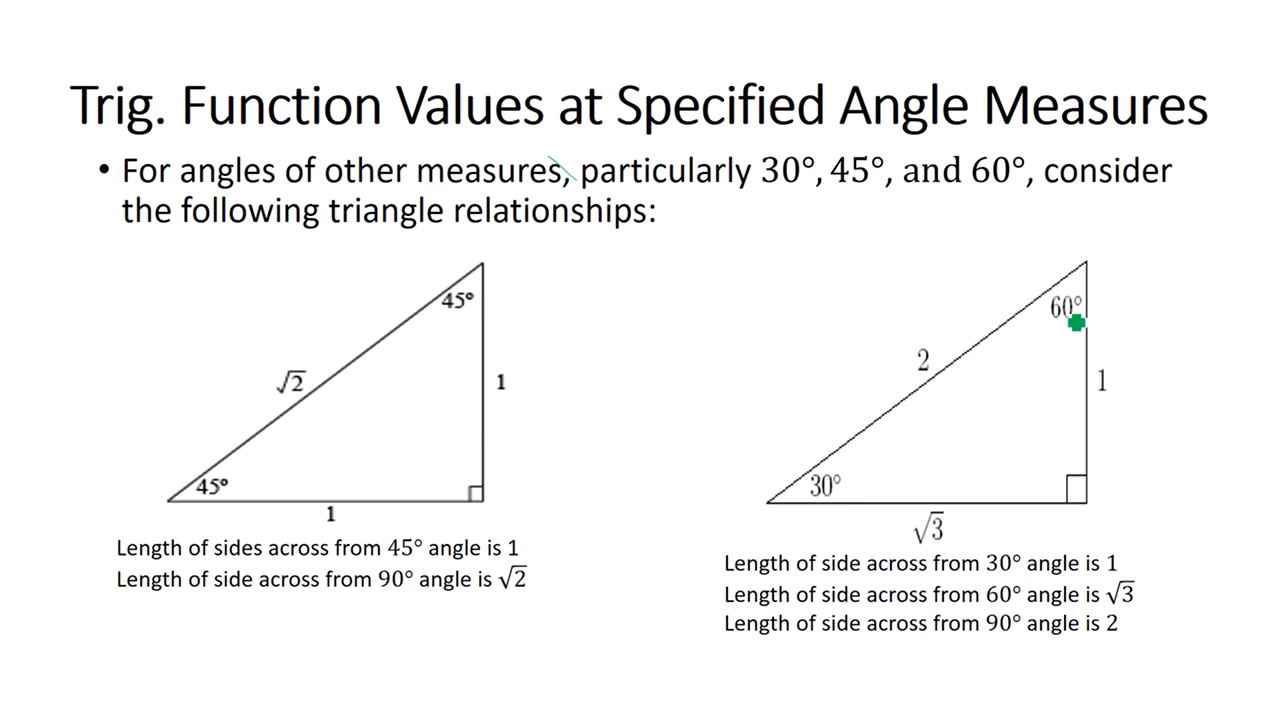 Trig. Function Values at Specified Angle Measures
• For angles of other measures, particularly 30°, 45°, and 60°, consider
the following triangle relationships:
45°
√2
1
45°
1
Length of sides across from 45° angle is 1
Length of side across from 90° angle is √2
60°
2
1
30°
√3
Length of side across from 30° angle is 1
Length of side across from 60° angle is √3
Length of side across from 90° angle is 2